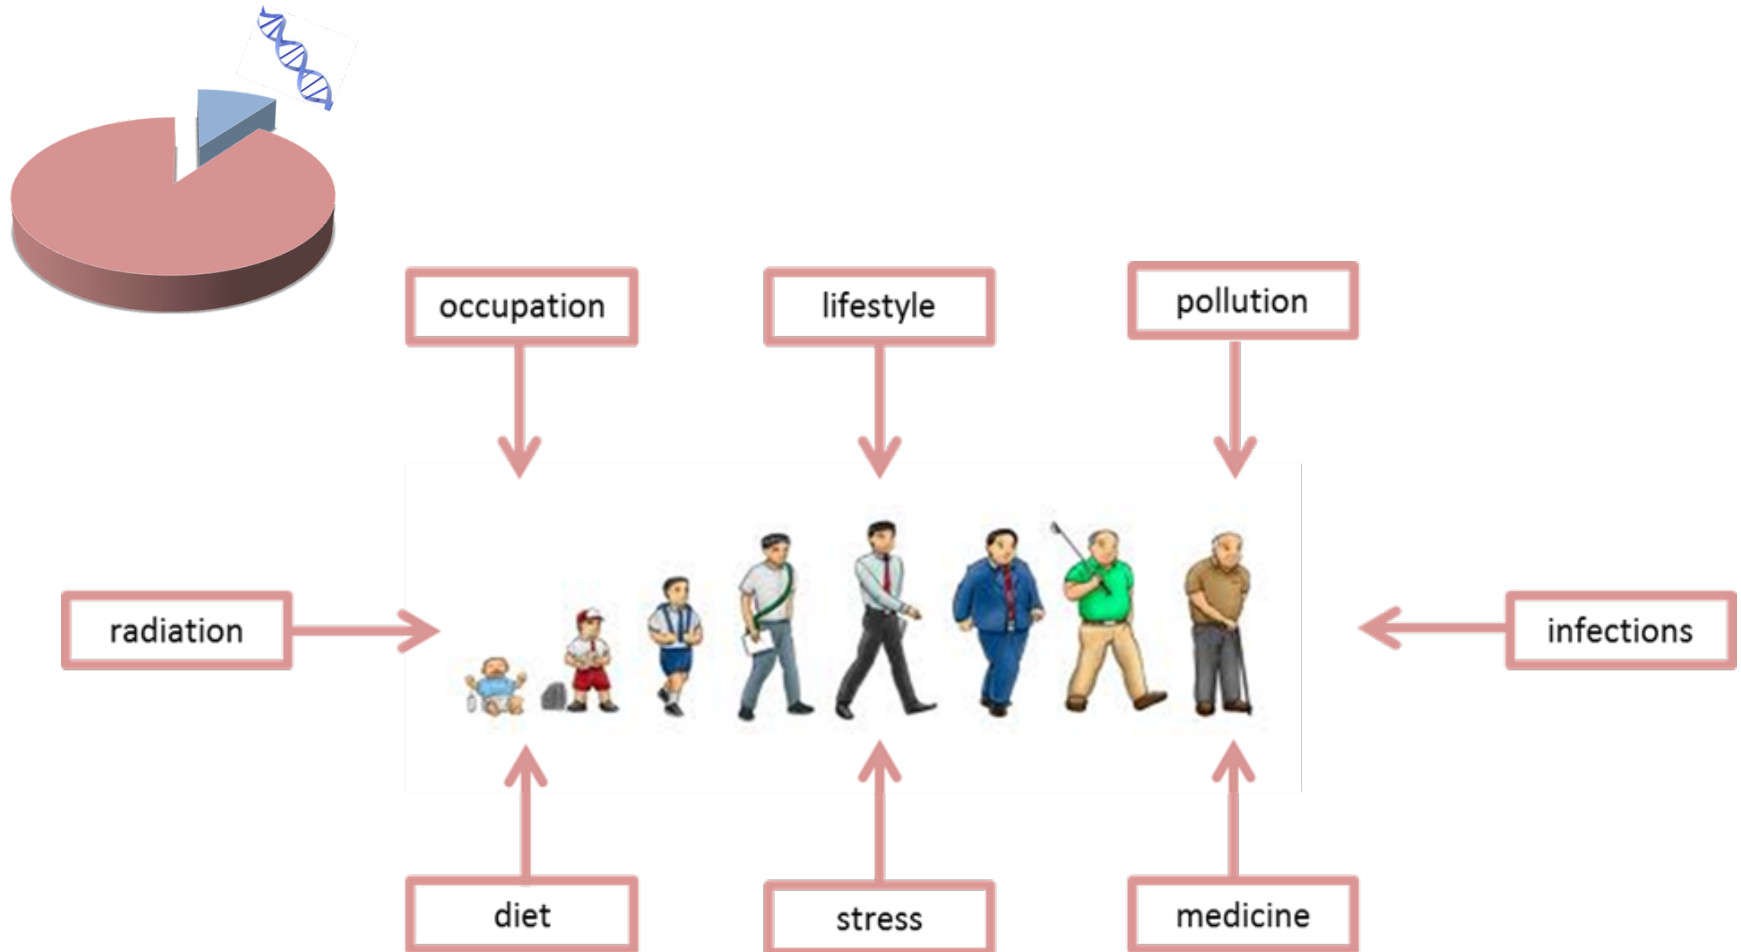 occupation
lifestyle
pollution
radiation
infections
diet
stress
medicine